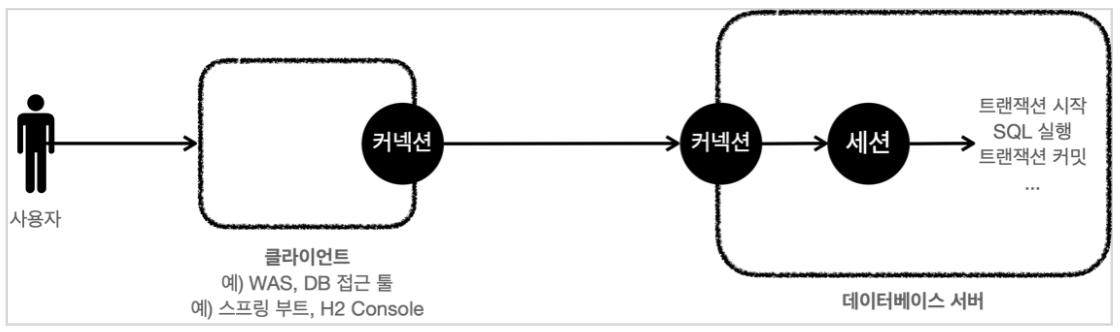 사용자
커넥션
클라이언트
예) WAS, DB 접근 툴
예) 스프링 부트, H2 Console
커넥션
세션
트랜잭션 시작
SQL 실행
트랜잭션 커밋
...
데이터베이스 서버